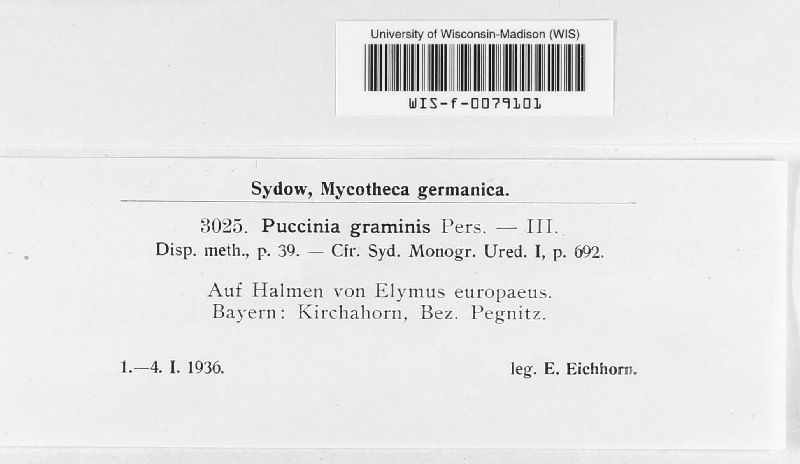 University of Wisconsin-Madison (WIS)
WIS-f-0079101
Sydow, Mycotheca germanica.
3025. Puccinia graminis Pers. — III.
Disp. meth., p. 39. — Cfr. Syd. Monogr. Ured. I, p. 692.
Auf Halmen von Elymus europaeus.
Bayern: Kirchahorn, Bez. Pegnitz.
1.—4. I. 1936. leg. E. Eichhorn.